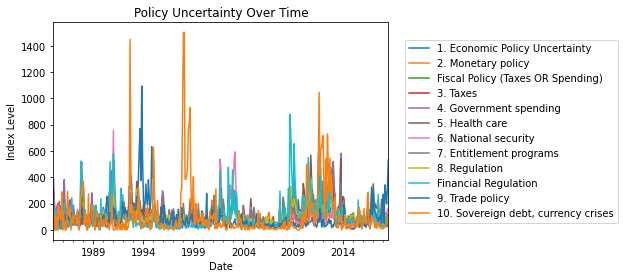 Policy Uncertainty Over Time
Index Level
1400
1200
1000
800
600
400
200
0
1989
1994
1999
2004
2009
2014
Date
1. Economic Policy Uncertainty
2. Monetary policy
Fiscal Policy (Taxes OR Spending)
3. Taxes
4. Government spending
5. Health care
6. National security
7. Entitlement programs
8. Regulation
Financial Regulation
9. Trade policy
10. Sovereign debt, currency crises